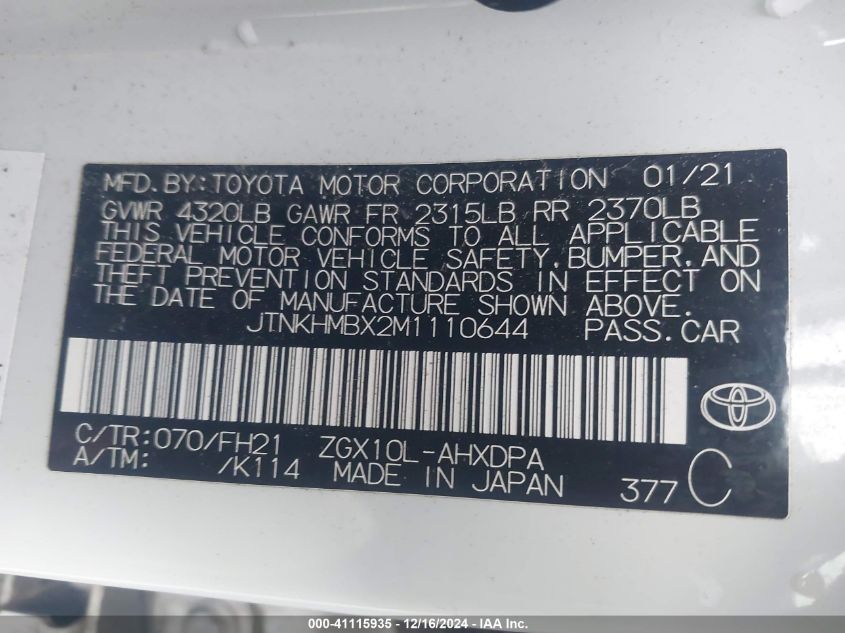 MFD. BY: TOYOTA MOTOR CORPORATION 01/21
GVWR 4320LB GAWR FR 2315LB RR 2370LB
THIS VEHICLE CONFORMS TO ALL APPLICABLE
FEDERAL MOTOR VEHICLE SAFETY, BUMPER, AND
THEFT PREVENTION STANDARDS IN EFFECT ON
THE DATE OF MANUFACTURE SHOWN ABOVE.
JTNKHMBX2M1110644 PASS. CAR
C/TR: 070/FH21 ZGX10L-AHXDPA
A/TM: /K114 MADE IN JAPAN 377 C
000-41115935 - 12/16/2024 - IAA Inc.